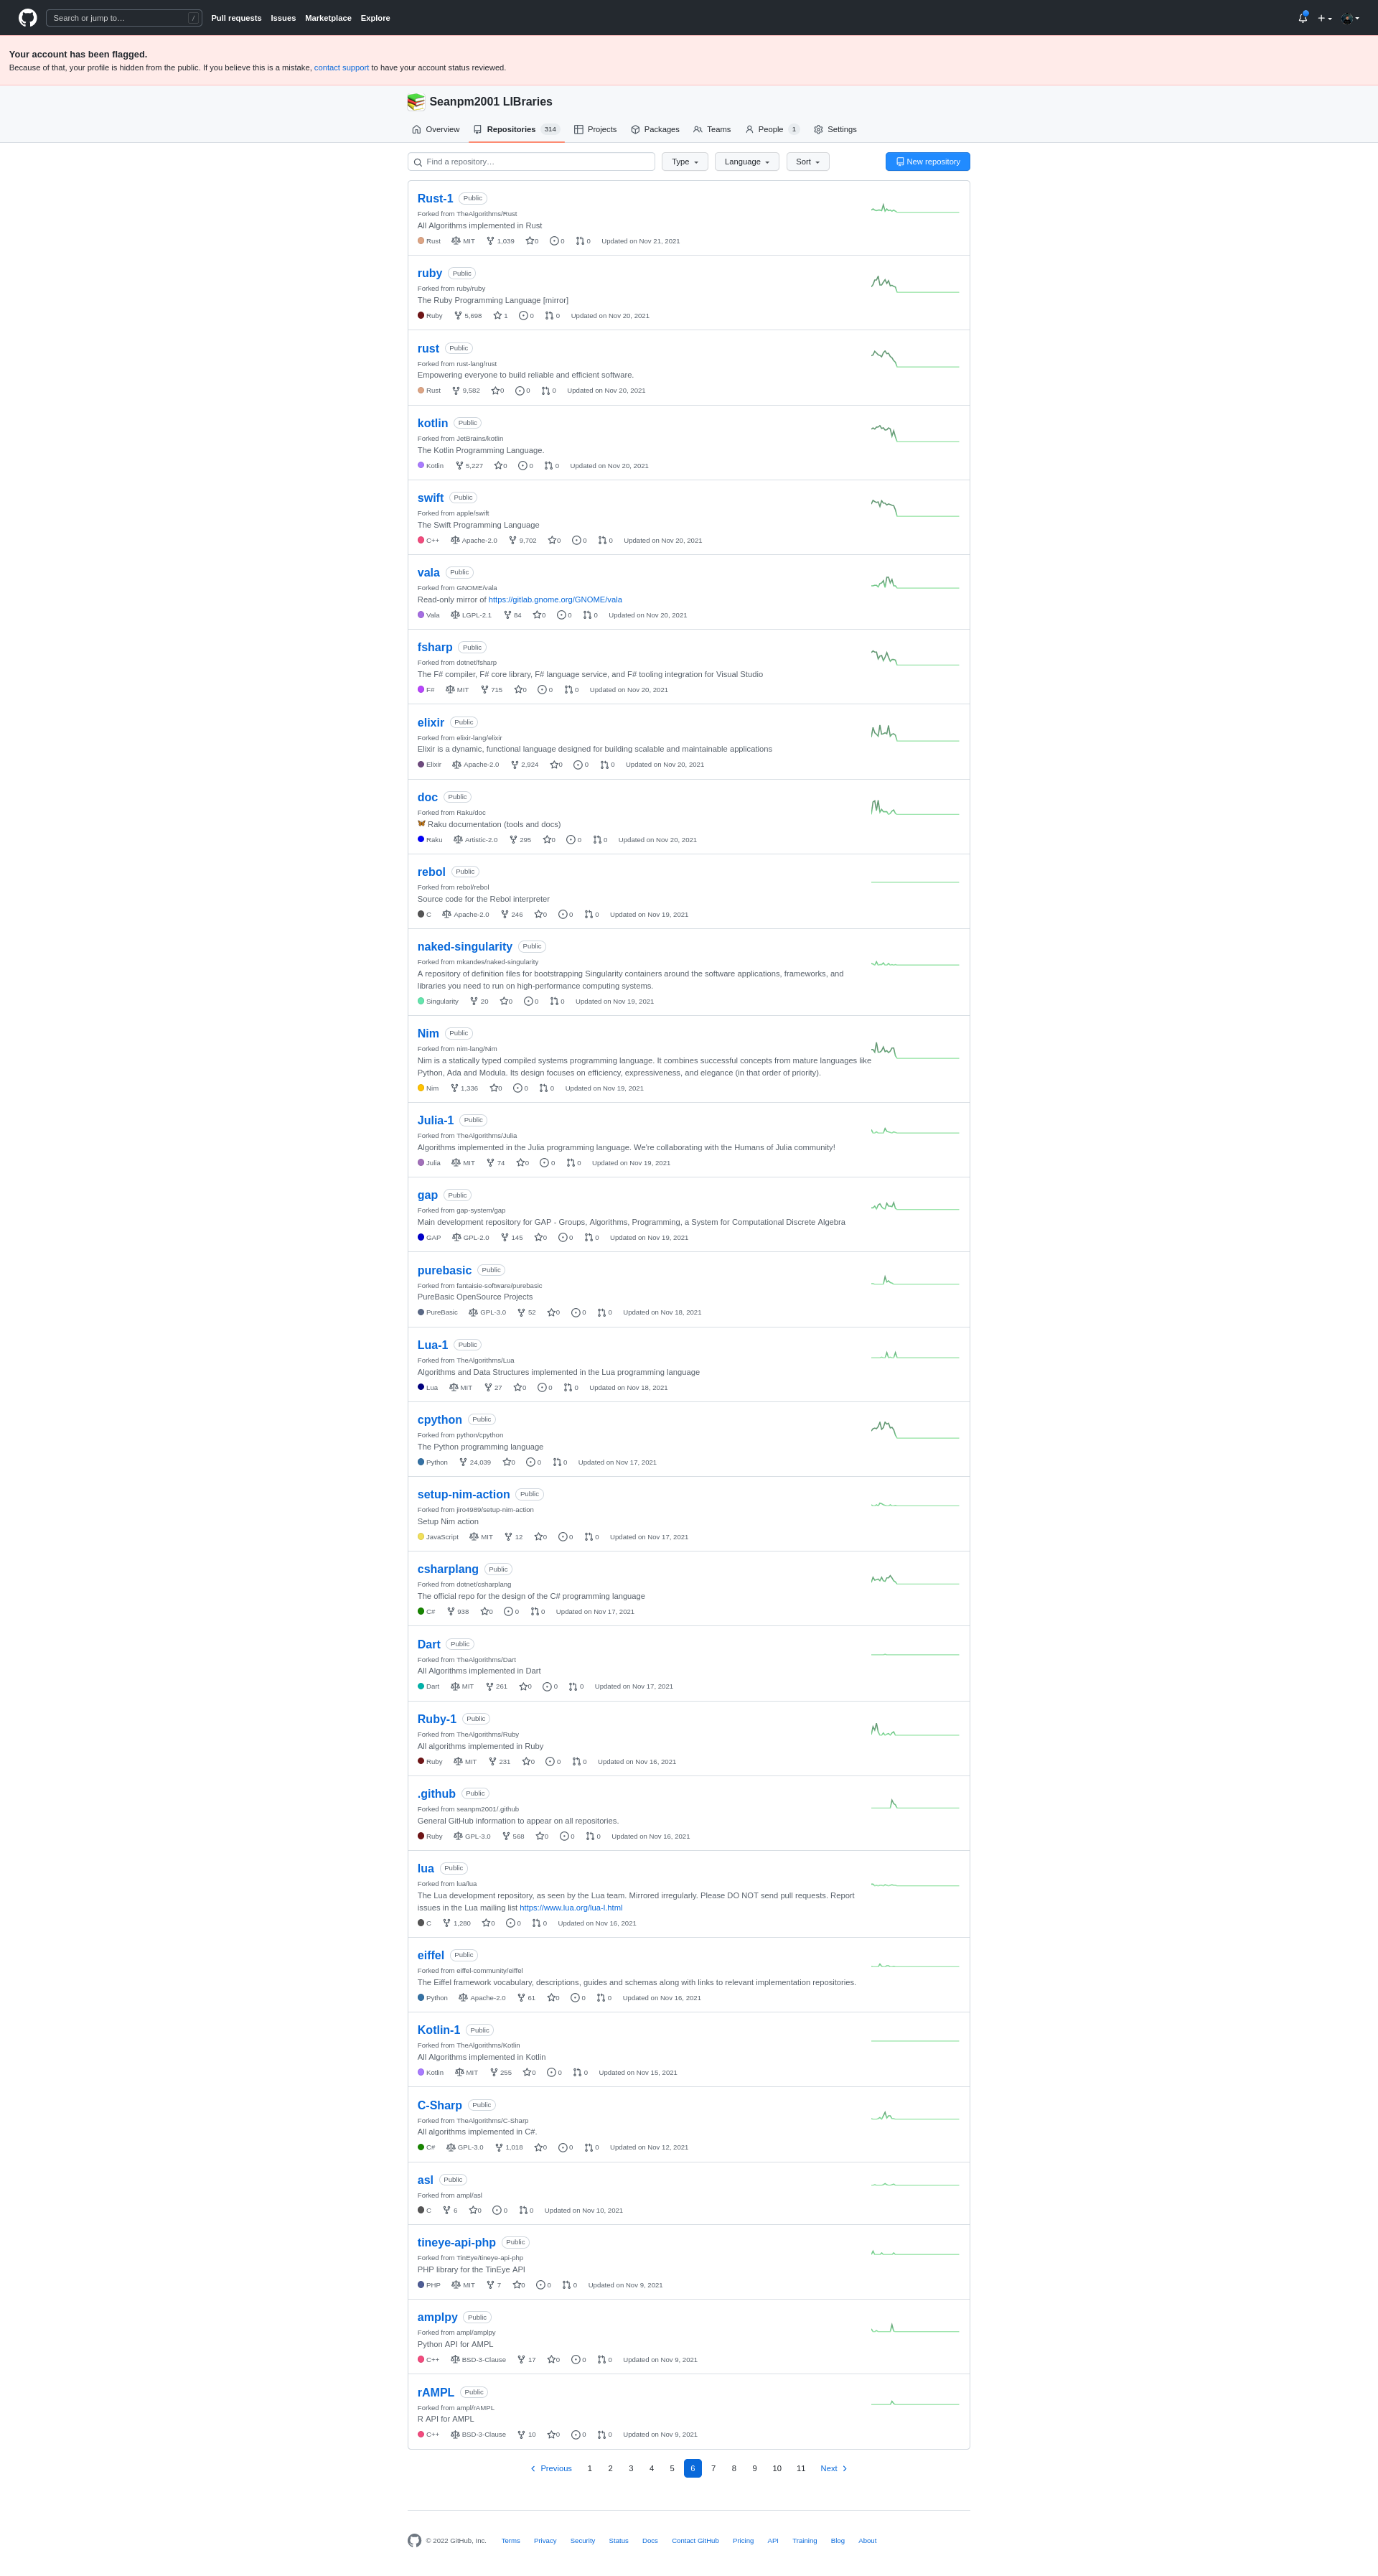 Search or jump to… / Pull requests Issues Marketplace Explore
Your account has been flagged.
Because of that, your profile is hidden from the public. If you believe this is a mistake, contact support to have your account status reviewed.
Seanpm2001 LIBraries
Overview Repositories 314 Projects Packages Teams People 1 Settings
Find a repository… Type Language Sort New repository
Rust-1 Public
Forked from TheAlgorithms/Rust
All Algorithms implemented in Rust
Rust MIT 1,039 0 0 0 Updated on Nov 21, 2021
ruby Public
Forked from ruby/ruby
The Ruby Programming Language [mirror]
Ruby 5,698 1 0 0 Updated on Nov 20, 2021
rust Public
Forked from rust-lang/rust
Empowering everyone to build reliable and efficient software.
Rust 9,582 0 0 0 Updated on Nov 20, 2021
kotlin Public
Forked from JetBrains/kotlin
The Kotlin Programming Language.
Kotlin 5,227 0 0 0 Updated on Nov 20, 2021
swift Public
Forked from apple/swift
The Swift Programming Language
C++ Apache-2.0 9,702 0 0 0 Updated on Nov 20, 2021
vala Public
Forked from GNOME/vala
Read-only mirror of https://gitlab.gnome.org/GNOME/vala
Vala LGPL-2.1 84 0 0 0 Updated on Nov 20, 2021
fsharp Public
Forked from dotnet/fsharp
The F# compiler, F# core library, F# language service, and F# tooling integration for Visual Studio
F# MIT 715 0 0 0 Updated on Nov 20, 2021
elixir Public
Forked from elixir-lang/elixir
Elixir is a dynamic, functional language designed for building scalable and maintainable applications
Elixir Apache-2.0 2,924 0 0 0 Updated on Nov 20, 2021
doc Public
Forked from Raku/doc
Raku documentation (tools and docs)
Raku Artistic-2.0 295 0 0 0 Updated on Nov 20, 2021
rebol Public
Forked from rebol/rebol
Source code for the Rebol interpreter
C Apache-2.0 246 0 0 0 Updated on Nov 19, 2021
naked-singularity Public
Forked from mkandes/naked-singularity
A repository of definition files for bootstrapping Singularity containers around the software applications, frameworks, and
libraries you need to run on high-performance computing systems.
Singularity 20 0 0 0 Updated on Nov 19, 2021
Nim Public
Forked from nim-lang/Nim
Nim is a statically typed compiled systems programming language. It combines successful concepts from mature languages like
Python, Ada and Modula. Its design focuses on efficiency, expressiveness, and elegance (in that order of priority).
Nim 1,336 0 0 0 Updated on Nov 19, 2021
Julia-1 Public
Forked from TheAlgorithms/Julia
Algorithms implemented in the Julia programming language. We're collaborating with the Humans of Julia community!
Julia MIT 74 0 0 0 Updated on Nov 19, 2021
gap Public
Forked from gap-system/gap
Main development repository for GAP - Groups, Algorithms, Programming, a System for Computational Discrete Algebra
GAP GPL-2.0 145 0 0 0 Updated on Nov 19, 2021
purebasic Public
Forked from fantaisie-software/purebasic
PureBasic OpenSource Projects
PureBasic GPL-3.0 52 0 0 0 Updated on Nov 18, 2021
Lua-1 Public
Forked from TheAlgorithms/Lua
Algorithms and Data Structures implemented in the Lua programming language
Lua MIT 27 0 0 0 Updated on Nov 18, 2021
cpython Public
Forked from python/cpython
The Python programming language
Python 24,039 0 0 0 Updated on Nov 17, 2021
setup-nim-action Public
Forked from jiro4989/setup-nim-action
Setup Nim action
JavaScript MIT 12 0 0 0 Updated on Nov 17, 2021
csharplang Public
Forked from dotnet/csharplang
The official repo for the design of the C# programming language
C# 938 0 0 0 Updated on Nov 17, 2021
Dart Public
Forked from TheAlgorithms/Dart
All Algorithms implemented in Dart
Dart MIT 261 0 0 0 Updated on Nov 17, 2021
Ruby-1 Public
Forked from TheAlgorithms/Ruby
All algorithms implemented in Ruby
Ruby MIT 231 0 0 0 Updated on Nov 16, 2021
.github Public
Forked from seanpm2001/.github
General GitHub information to appear on all repositories.
Ruby GPL-3.0 568 0 0 0 Updated on Nov 16, 2021
lua Public
Forked from lua/lua
The Lua development repository, as seen by the Lua team. Mirrored irregularly. Please DO NOT send pull requests. Report
issues in the Lua mailing list https://www.lua.org/lua-l.html
C 1,280 0 0 0 Updated on Nov 16, 2021
eiffel Public
Forked from eiffel-community/eiffel
The Eiffel framework vocabulary, descriptions, guides and schemas along with links to relevant implementation repositories.
Python Apache-2.0 61 0 0 0 Updated on Nov 16, 2021
Kotlin-1 Public
Forked from TheAlgorithms/Kotlin
All Algorithms implemented in Kotlin
Kotlin MIT 255 0 0 0 Updated on Nov 15, 2021
C-Sharp Public
Forked from TheAlgorithms/C-Sharp
All algorithms implemented in C#.
C# GPL-3.0 1,018 0 0 0 Updated on Nov 12, 2021
asl Public
Forked from ampl/asl
C 6 0 0 0 Updated on Nov 10, 2021
tineye-api-php Public
Forked from TinEye/tineye-api-php
PHP library for the TinEye API
PHP MIT 7 0 0 0 Updated on Nov 9, 2021
amplpy Public
Forked from ampl/amplpy
Python API for AMPL
C++ BSD-3-Clause 17 0 0 0 Updated on Nov 9, 2021
rAMPL Public
Forked from ampl/rAMPL
R API for AMPL
C++ BSD-3-Clause 10 0 0 0 Updated on Nov 9, 2021
Previous 1 2 3 4 5 6 7 8 9 10 11 Next
© 2022 GitHub, Inc. Terms Privacy Security Status Docs Contact GitHub Pricing API Training Blog About